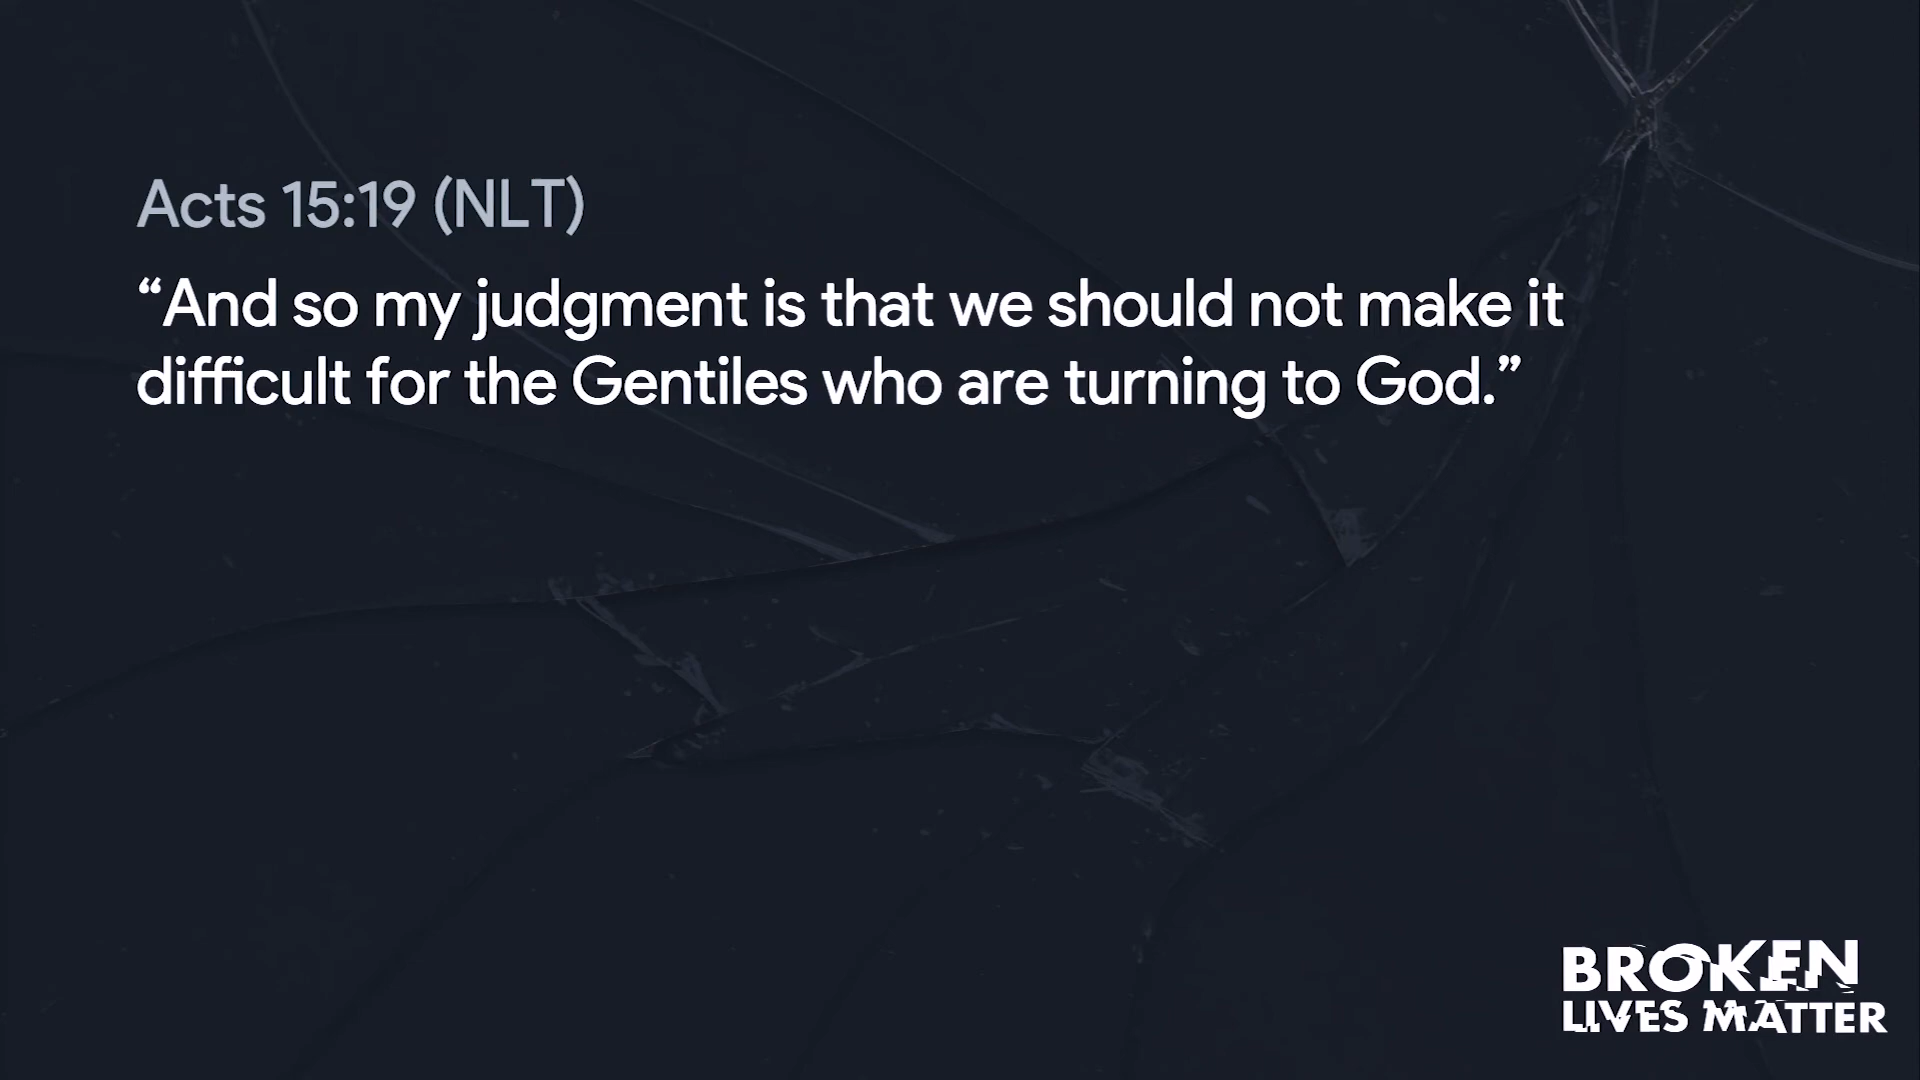 Acts 15:19 (NLT)
“And so my judgment is that we should not make it
difficult for the Gentiles who are turning to God.”
BROKEN
LIVES MATTER